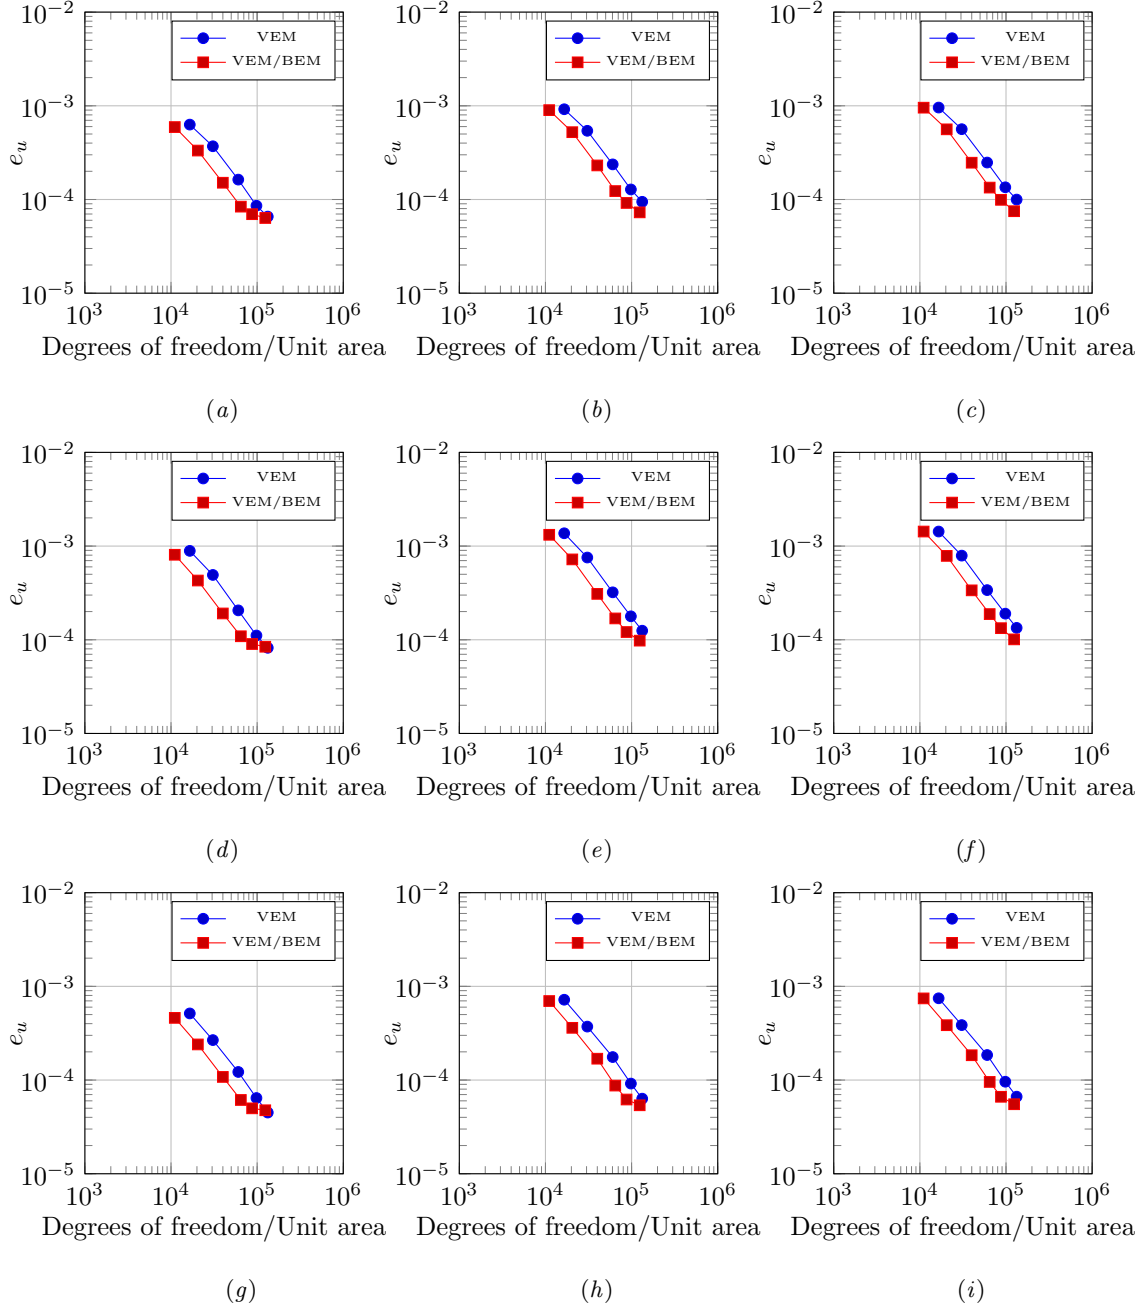 10^{-2} 10^{-2} 10^{-2}
VEM VEM VEM
VEM/BEM VEM/BEM VEM/BEM
10^{-3} 10^{-3} 10^{-3}
e_u e_u e_u
10^{-4} 10^{-4} 10^{-4}
10^{-5} 10^{-5} 10^{-5}
10^3 10^4 10^5 10^6 10^3 10^4 10^5 10^6 10^3 10^4 10^5 10^6
Degrees of freedom/Unit area Degrees of freedom/Unit area Degrees of freedom/Unit area
(a) (b) (c)
10^{-2} 10^{-2} 10^{-2}
VEM VEM VEM
VEM/BEM VEM/BEM VEM/BEM
10^{-3} 10^{-3} 10^{-3}
e_u e_u e_u
10^{-4} 10^{-4} 10^{-4}
10^{-5} 10^{-5} 10^{-5}
10^3 10^4 10^5 10^6 10^3 10^4 10^5 10^6 10^3 10^4 10^5 10^6
Degrees of freedom/Unit area Degrees of freedom/Unit area Degrees of freedom/Unit area
(d) (e) (f)
10^{-2} 10^{-2} 10^{-2}
VEM VEM VEM
VEM/BEM VEM/BEM VEM/BEM
10^{-3} 10^{-3} 10^{-3}
e_u e_u e_u
10^{-4} 10^{-4} 10^{-4}
10^{-5} 10^{-5} 10^{-5}
10^3 10^4 10^5 10^6 10^3 10^4 10^5 10^6 10^3 10^4 10^5 10^6
Degrees of freedom/Unit area Degrees of freedom/Unit area Degrees of freedom/Unit area
(g) (h) (i)